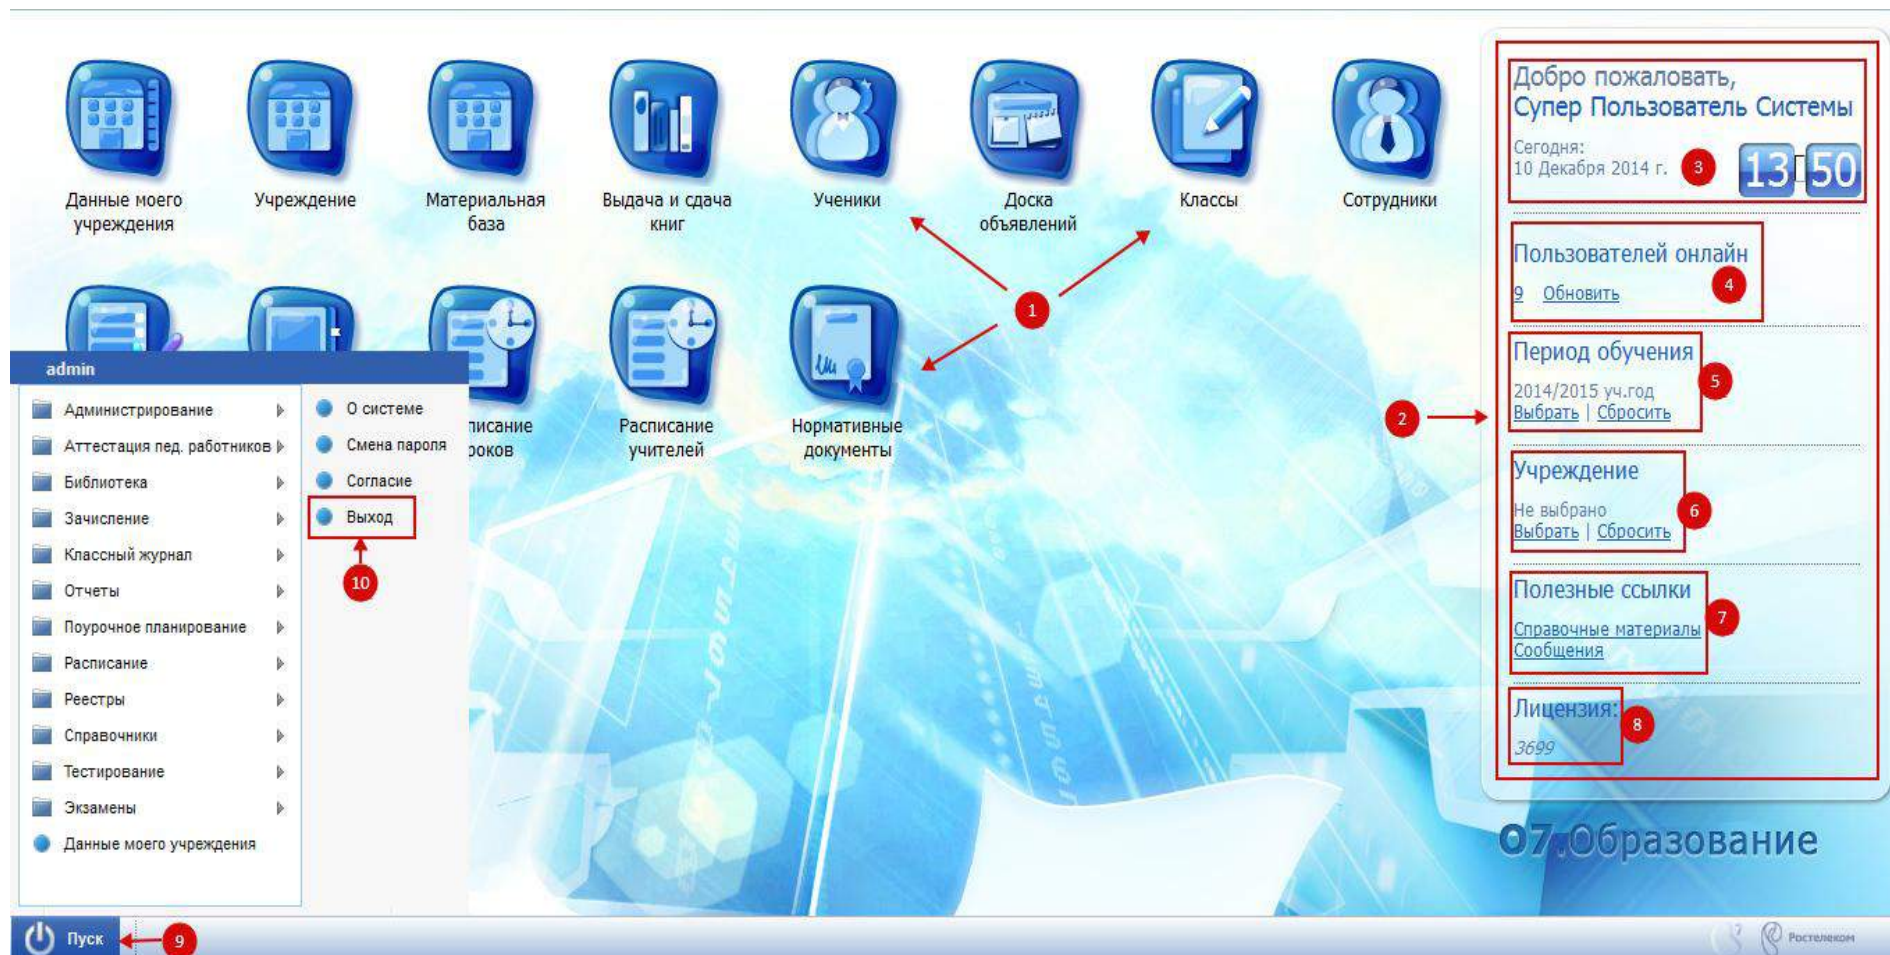 Данные моего
учреждения
Учреждение
Материальная
база
Выдача и сдача
книг
Ученики
Доска
объявлений
Классы
Сотрудники
1
писание
роков
Расписание
учителей
Нормативные
документы
2
Добро пожаловать,
Супер Пользователь Системы
Сегодня:
10 Декабря 2014 г.
3
13 50
Пользователей онлайн
9 Обновить
4
Период обучения
2014/2015 уч.год
Выбрать | Сбросить
5
Учреждение
Не выбрано
Выбрать | Сбросить
6
Полезные ссылки
Справочные материалы
Сообщения
7
Лицензия:
3699
8
О7.Образование
admin
Администрирование
Аттестация пед. работников
Библиотека
Зачисление
Классный журнал
Отчеты
Поурочное планирование
Расписание
Реестры
Справочники
Тестирование
Экзамены
Данные моего учреждения
О системе
Смена пароля
Согласие
Выход
10
Пуск
9
Ростелеком